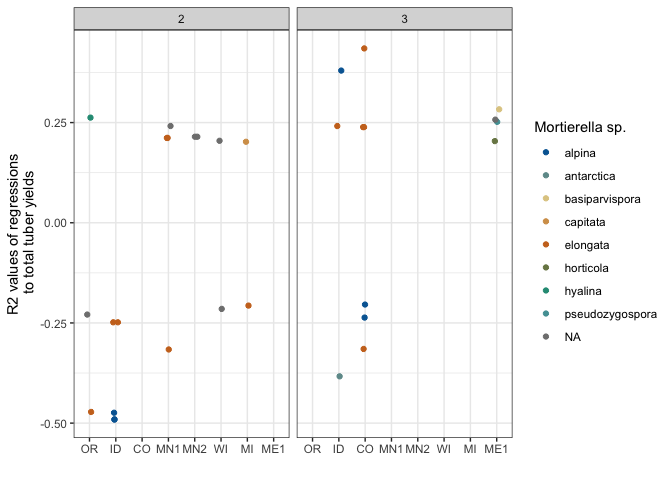 2 3
R2 values of regressions
to total tuber yields
0.25
0.00
-0.25
-0.50
OR ID CO MN1 MN2 WI MI ME1 OR ID CO MN1 MN2 WI MI ME1
Mortierella sp.
alpina
antarctica
basiparvispora
capitata
elongata
horticola
hyalina
pseudozygospora
NA